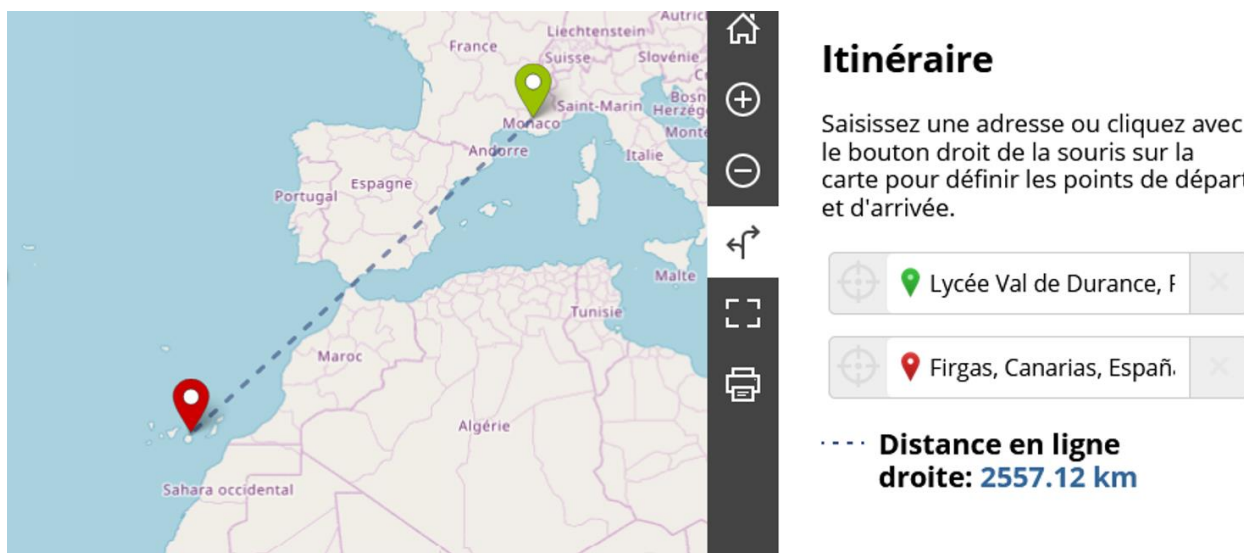 Autric
Liechtenstein
France
Suisse
Slovénie
Saint-Marin
Bosn
Herzég
Monaco
Monté
Andorre
Italie
Espagne
Portugal
Malte
Tunisie
Maroc
Algérie
Sahara occidental
Itinéraire
Saisissez une adresse ou cliquez avec
le bouton droit de la souris sur la
carte pour définir les points de départ
et d'arrivée.
Lycée Val de Durance, F
Firgas, Canarias, Españ
Distance en ligne
droite: 2557.12 km